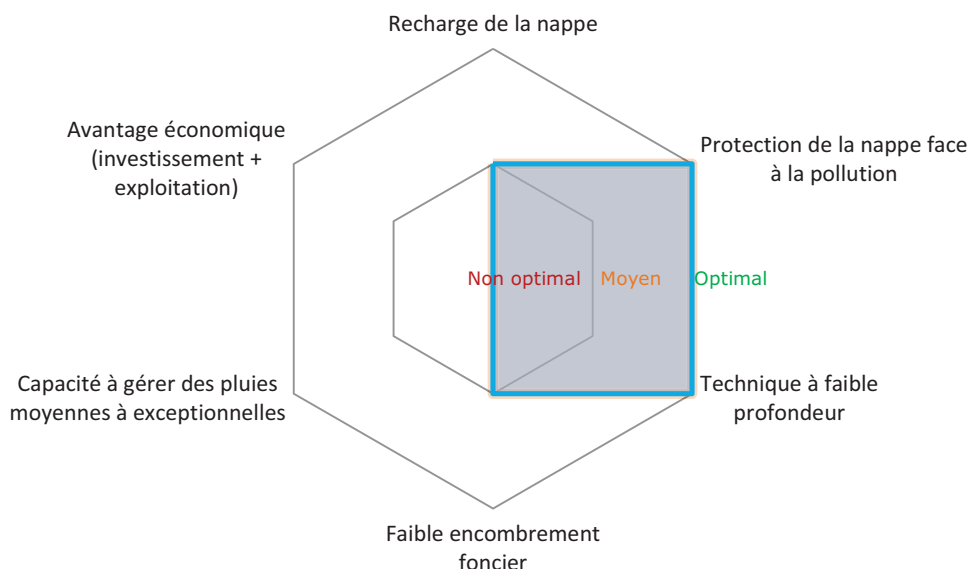 Recharge de la nappe
Avantage économique
(investissement +
exploitation)
Protection de la nappe face
à la pollution
Non optimal
Moyen
Optimal
Capacité à gérer des pluies
moyennes à exceptionnelles
Technique à faible
profondeur
Faible encombrement
foncier